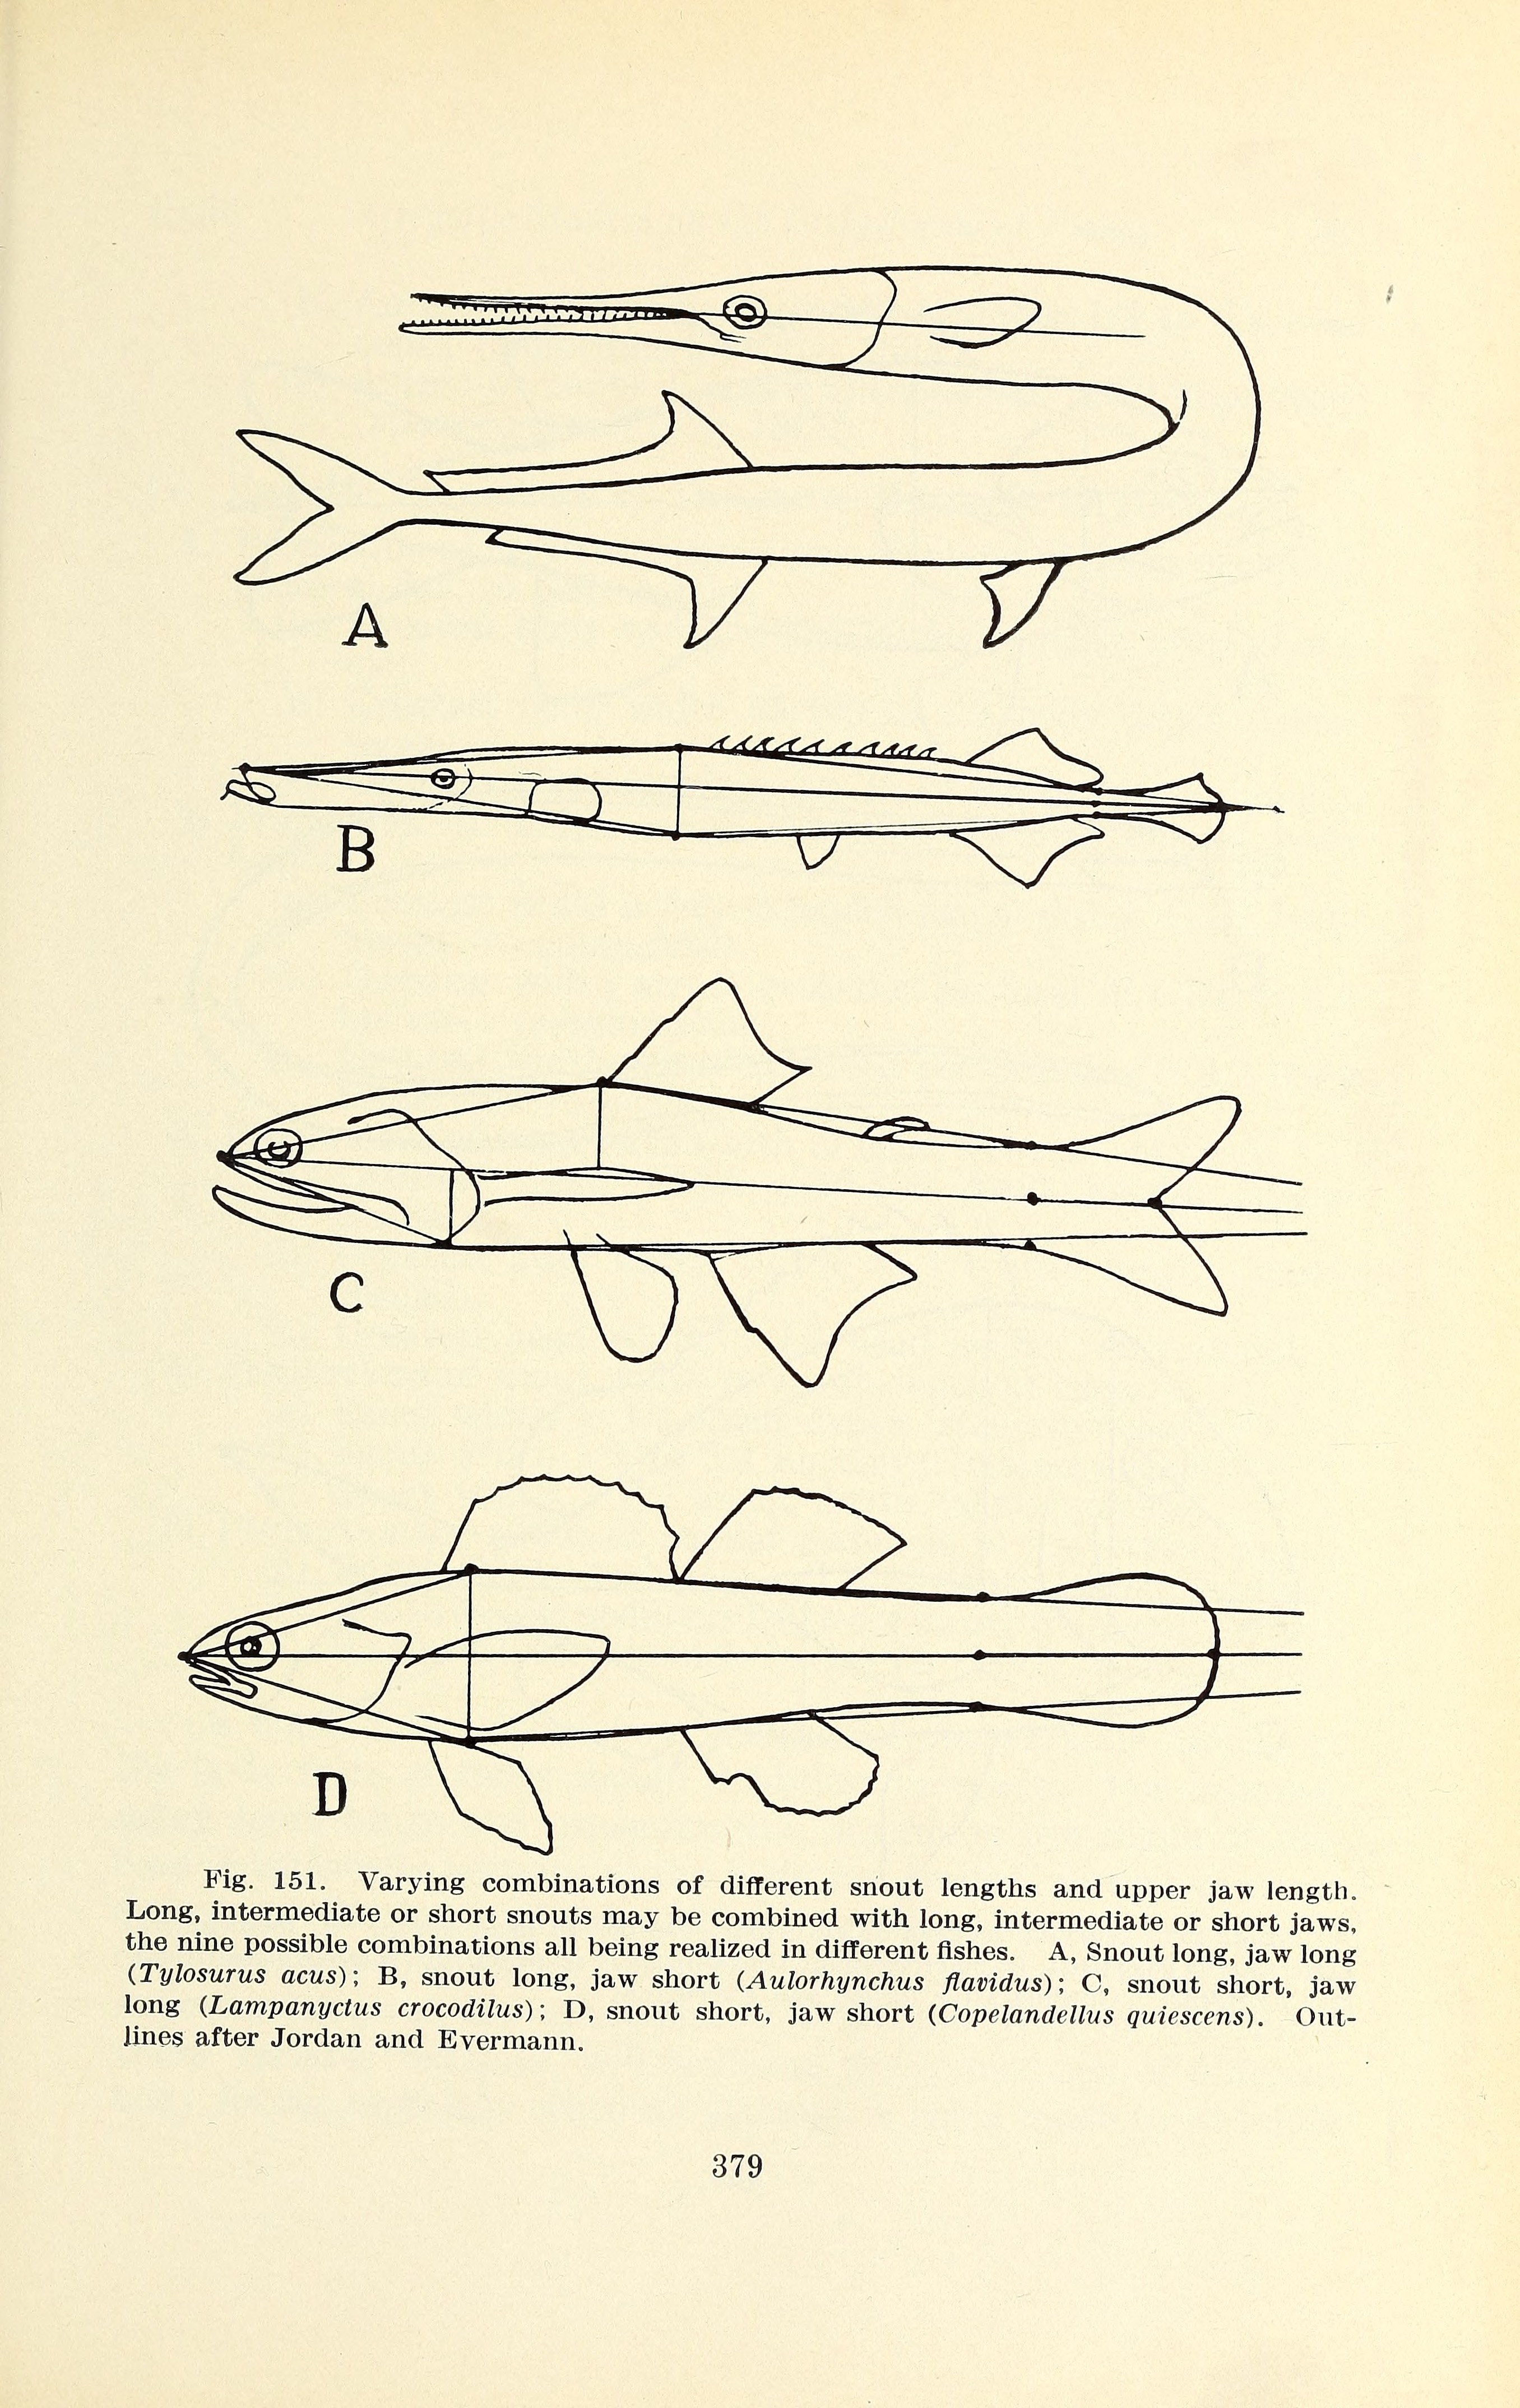 A
B
C
D
Fig. 151. Varying combinations of different snout lengths and upper jaw length.
Long, intermediate or short snouts may be combined with long, intermediate or short jaws,
the nine possible combinations all being realized in different fishes. A, Snout long, jaw long
(Tylosurus acus); B, snout long, jaw short (Aulorhynchus flavidus); C, snout short, jaw
long (Lampanyctus crocodilus); D, snout short, jaw short (Copelandellus quiescens). Out-
lines after Jordan and Evermann.
379